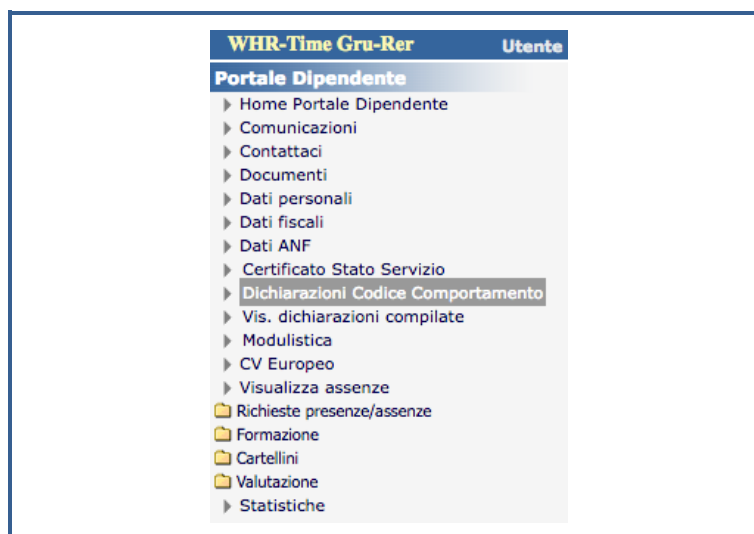 WHR-Time Gru-Rer Utente
Portale Dipendente
Home Portale Dipendente
Comunicazioni
Contattaci
Documenti
Dati personali
Dati fiscali
Dati ANF
Certificato Stato Servizio
Dichiarazioni Codice Comportamento
Vis. dichiarazioni compilate
Modulistica
CV Europeo
Visualizza assenze
Richieste presenze/assenze
Formazione
Cartellini
Valutazione
Statistiche